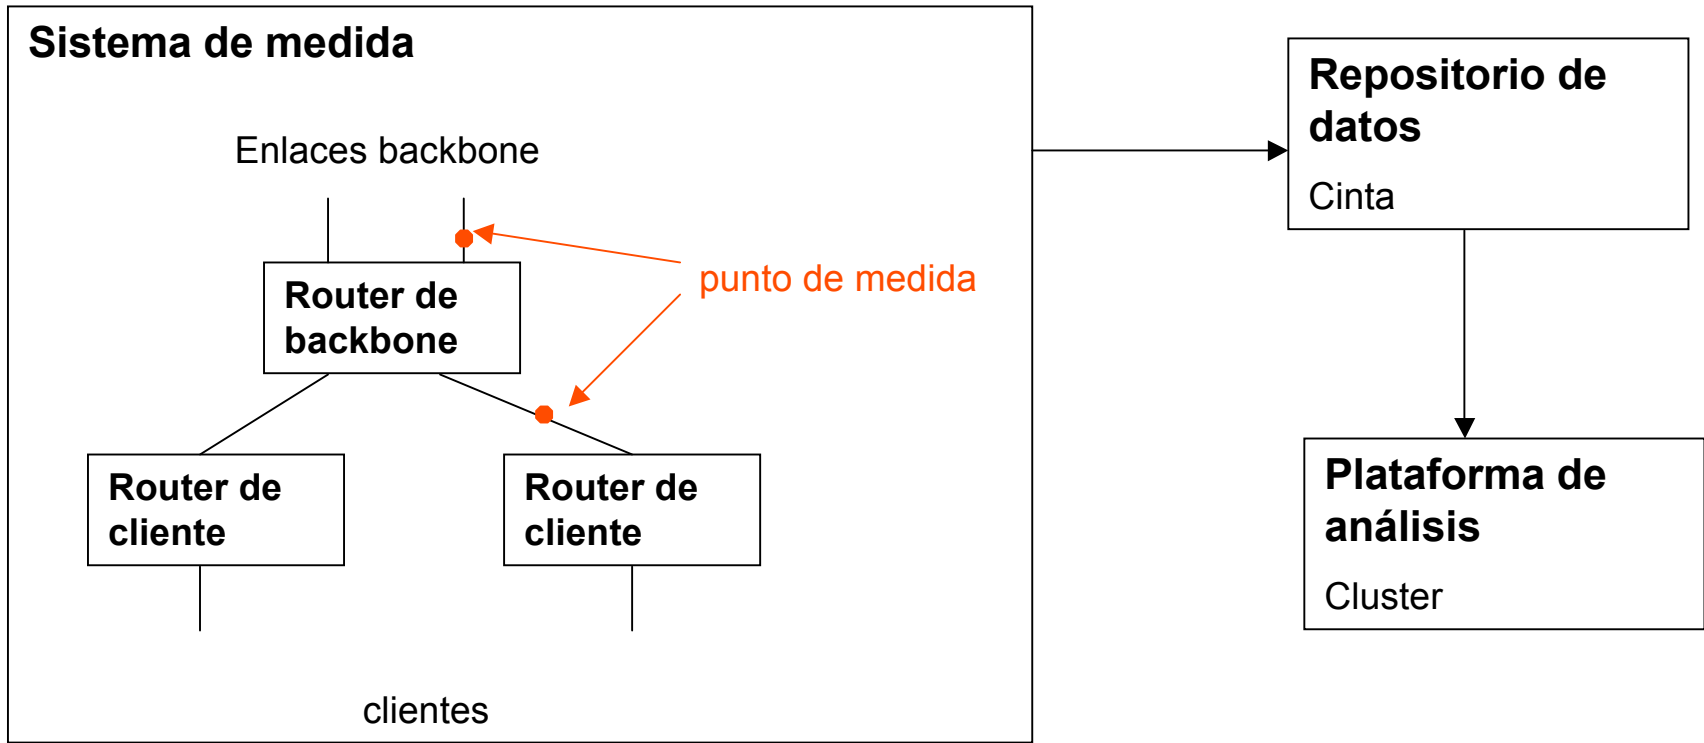 Sistema de medida
Enlaces backbone
Router de
backbone
punto de medida
Router de
cliente
Router de
cliente
clientes
Repositorio de
datos
Cinta
Plataforma de
análisis
Cluster